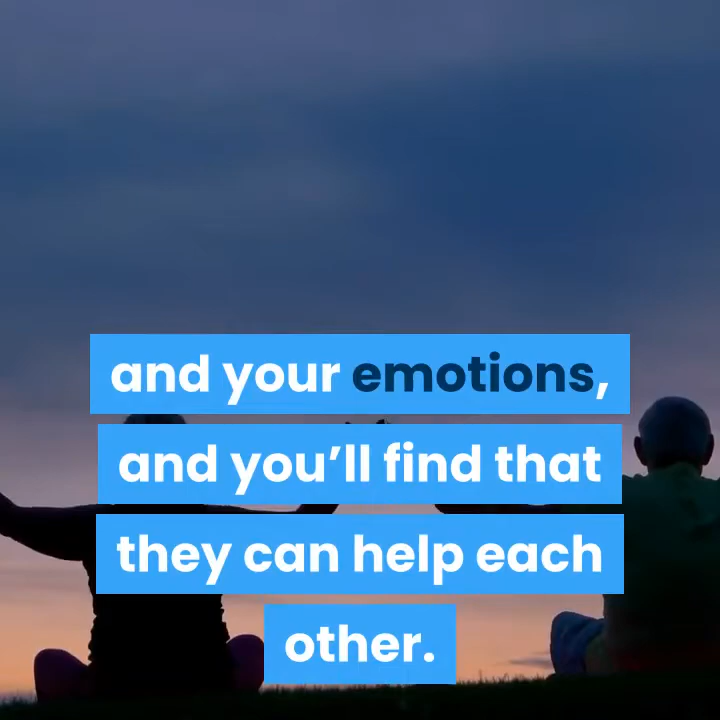 and your emotions,
and you’ll find that
they can help each
other.